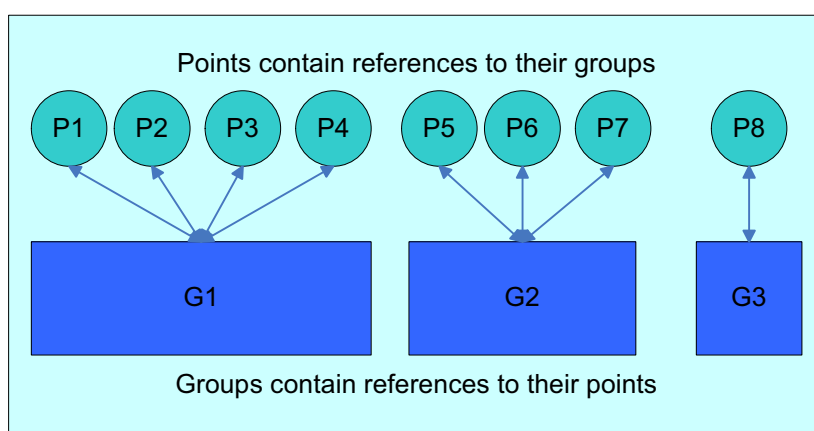 Points contain references to their groups
P1 P2 P3 P4 P5 P6 P7 P8
G1 G2 G3
Groups contain references to their points